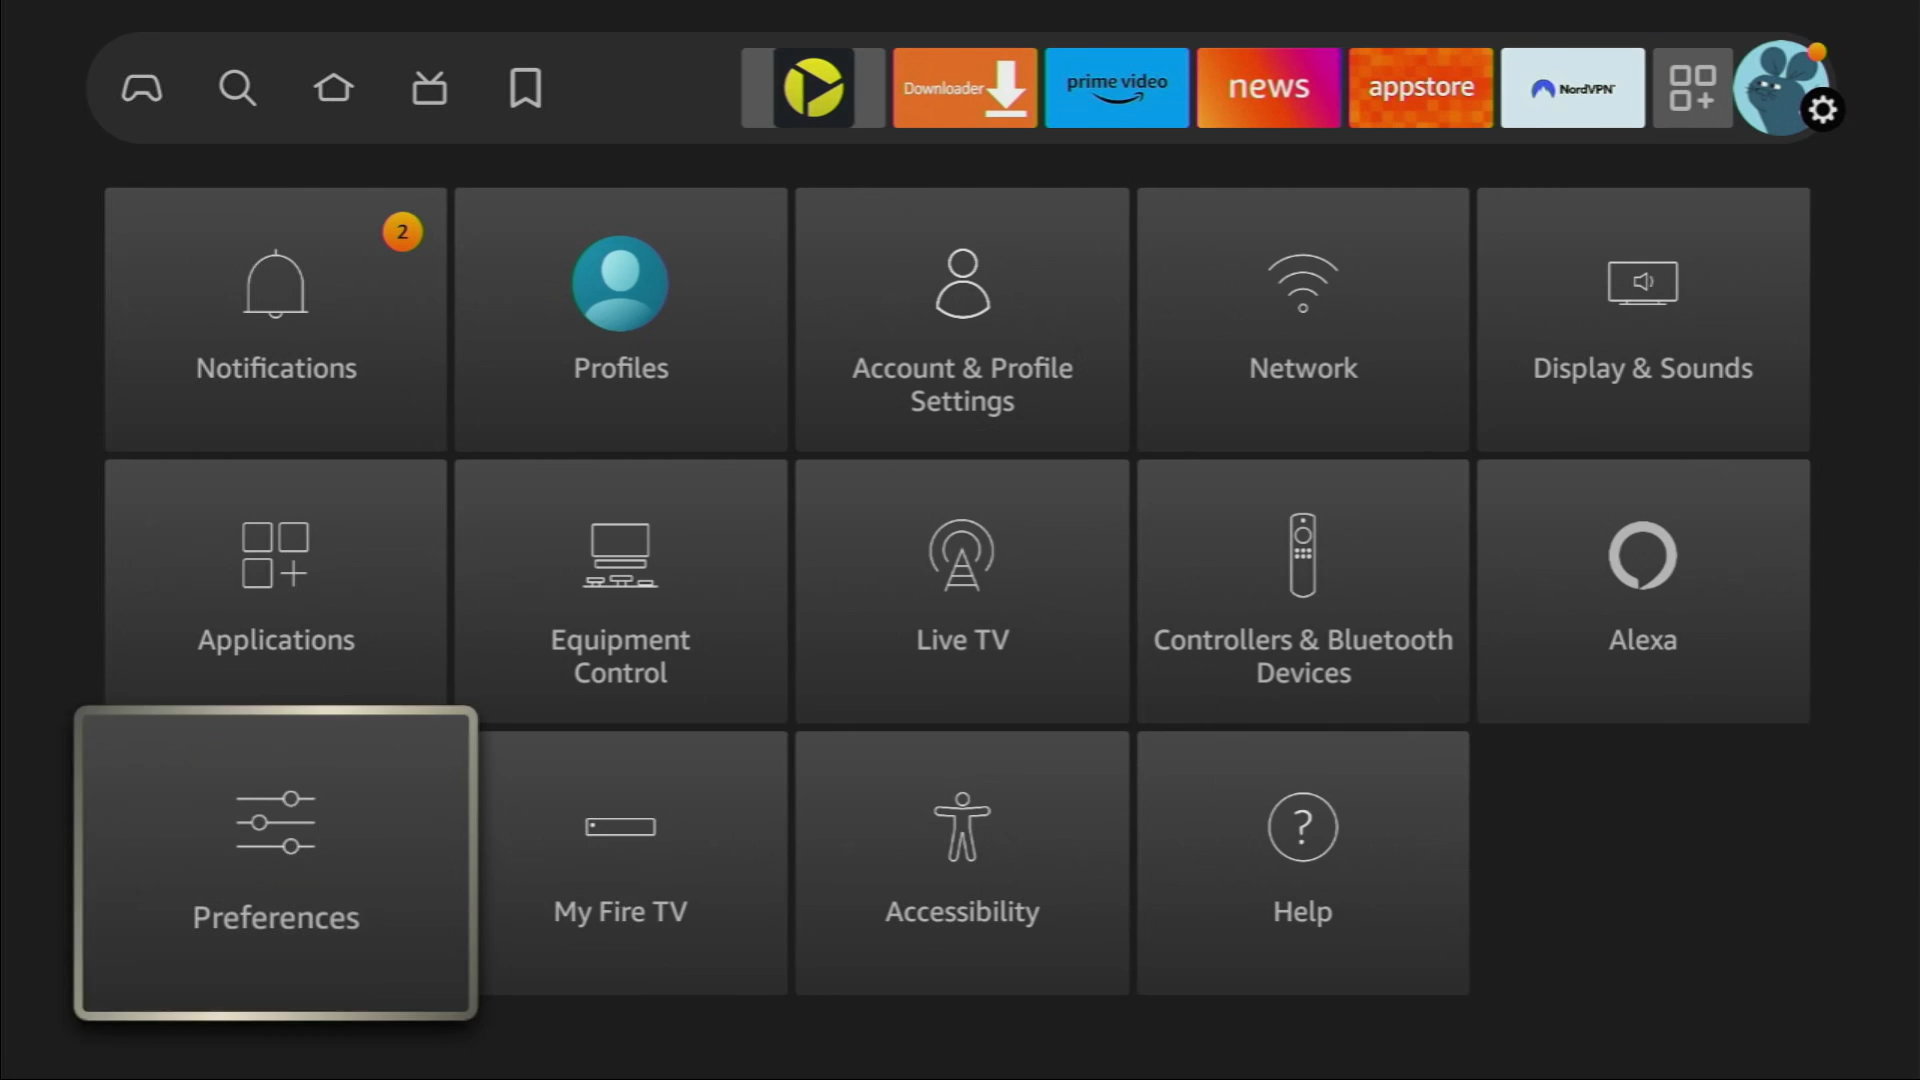 Downloader
prime video
news
appstore
NordVPN
2
Notifications
Profiles
Account & Profile
Settings
Network
Display & Sounds
Applications
Equipment
Control
Live TV
Controllers & Bluetooth
Devices
Alexa
Preferences
My Fire TV
Accessibility
?
Help